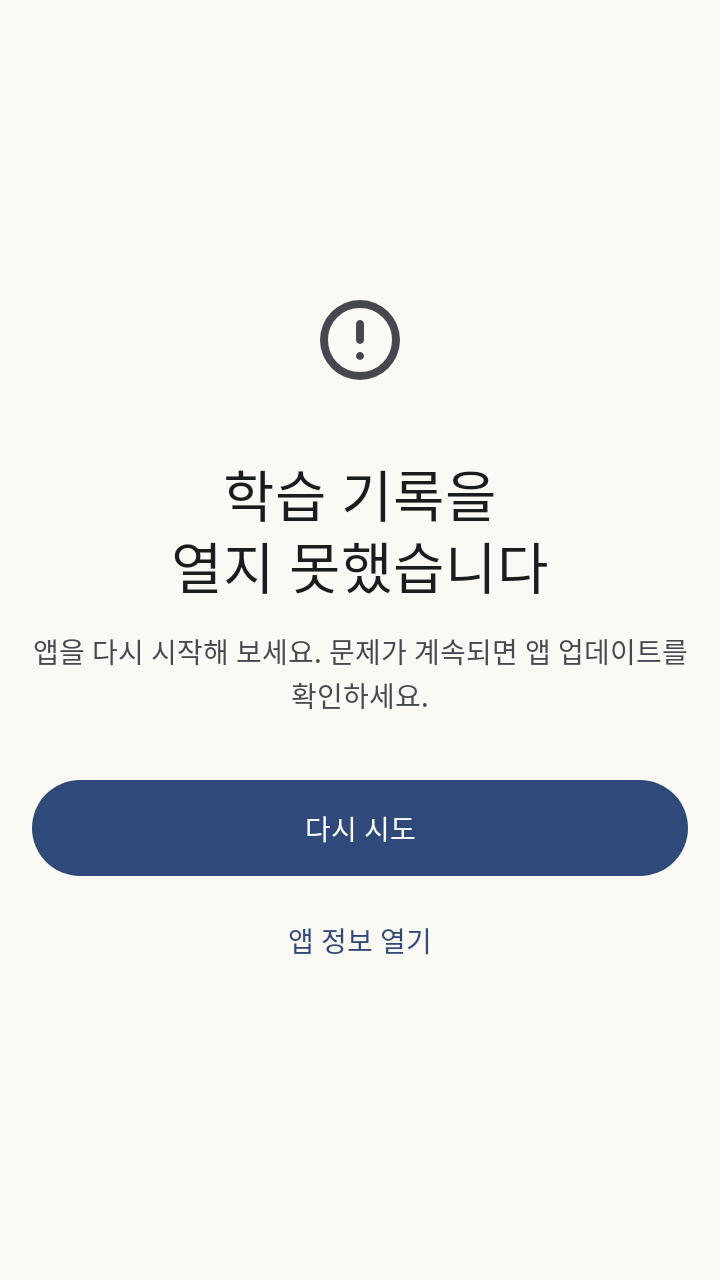 학습 기록을
열지 못했습니다
앱을 다시 시작해 보세요. 문제가 계속되면 앱 업데이트를
확인하세요.
다시 시도
앱 정보 열기